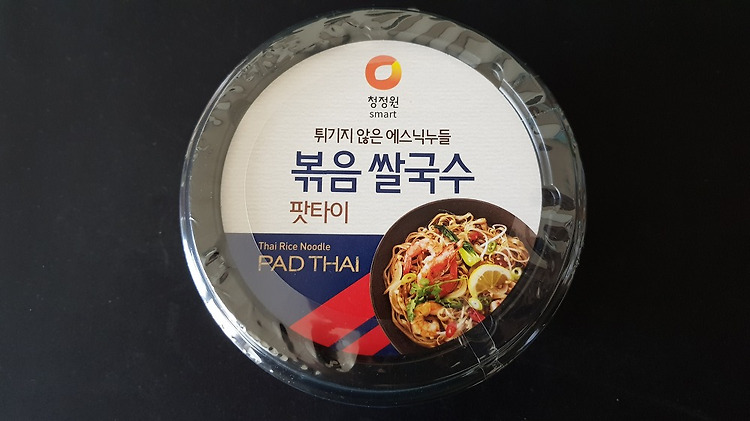 청정원
smart
튀기지 않은 에스닉누들
볶음 쌀국수
팟타이
Thai Rice Noodle
PAD THAI